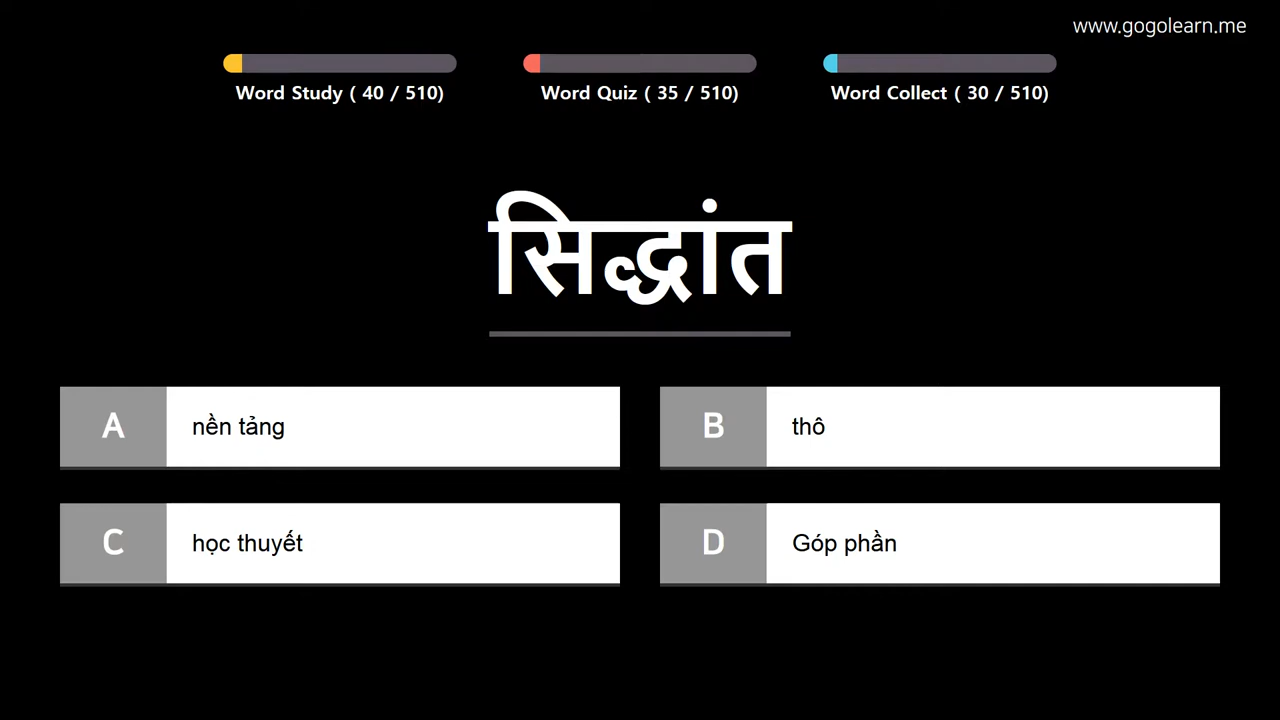 www.gogolearn.me
Word Study ( 40 / 510)
Word Quiz ( 35 / 510)
Word Collect ( 30 / 510)
सिद्धांत
A nền tảng
B thô
C học thuyết
D Góp phần